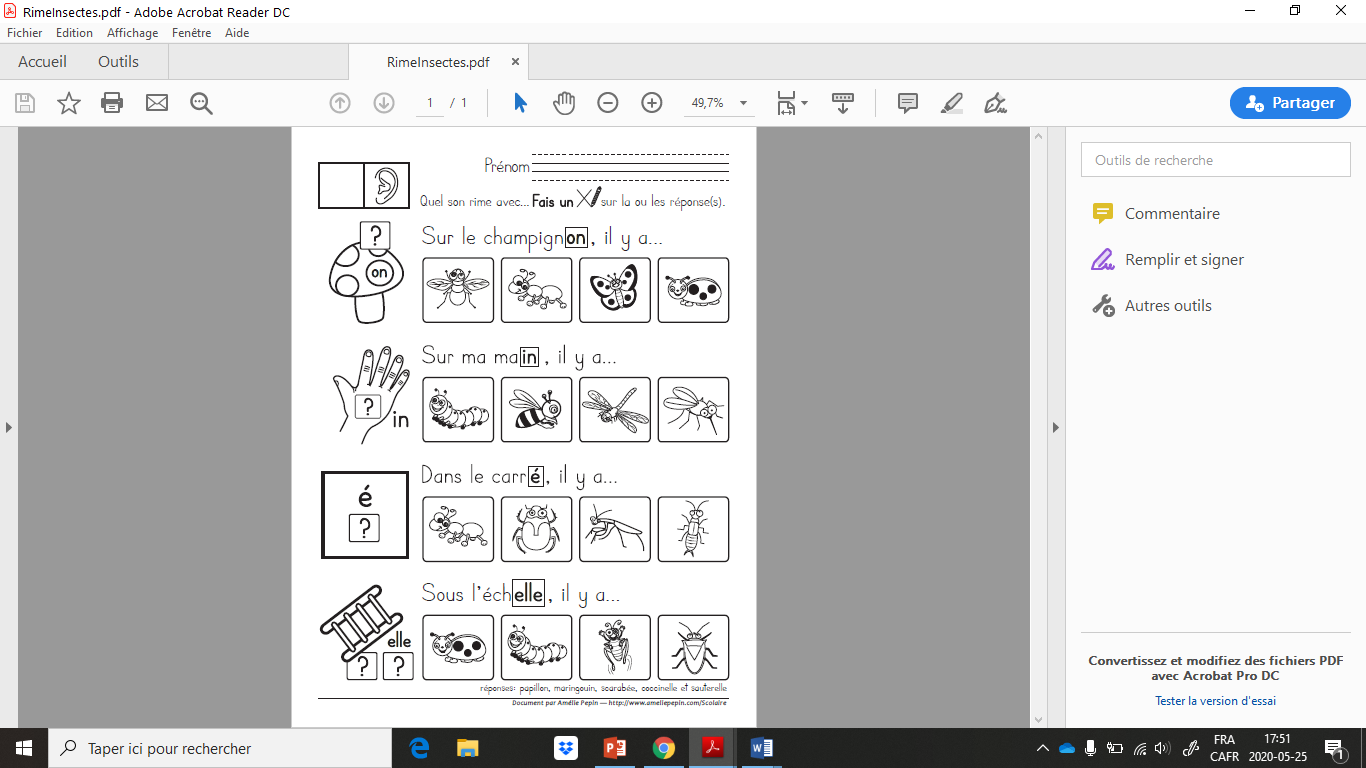 RimeInsectes.pdf - Adobe Acrobat Reader DC
Fichier Edition Affichage Fenêtre Aide
Accueil Outils RimeInsectes.pdf ×
1 / 1 49,7% Partager
Prénom
Quel son rime avec... Fais un X sur la ou les réponse(s).
?
on
Sur le champignon, il y a...
?
in
Sur ma main, il y a...
é
?
Dans le carré, il y a...
elle
? ?
Sous l'échelle, il y a...
réponses: papillon, maringouin, scarabée, coccinelle et sauterelle
Document par Amélie Pepin — http://www.ameliepepin.com/Scolaire
Outils de recherche
Commentaire
Remplir et signer
Autres outils
Convertissez et modifiez des fichiers PDF
avec Acrobat Pro DC
Tester la version d'essai
Taper ici pour rechercher
FRA
CAFR
17:51
2020-05-25
1